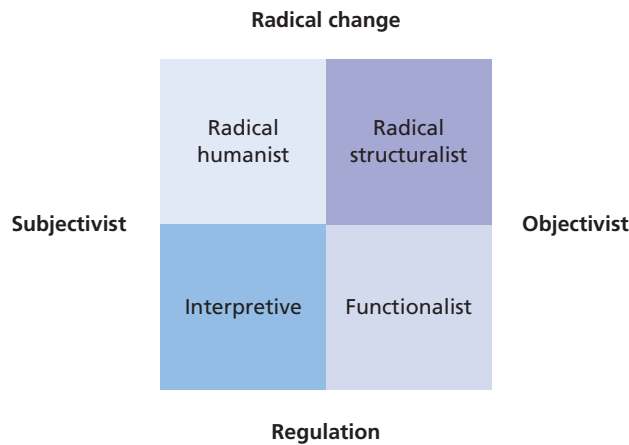 Radical change
Radical
humanist
Radical
structuralist
Subjectivist
Objectivist
Interpretive
Functionalist
Regulation